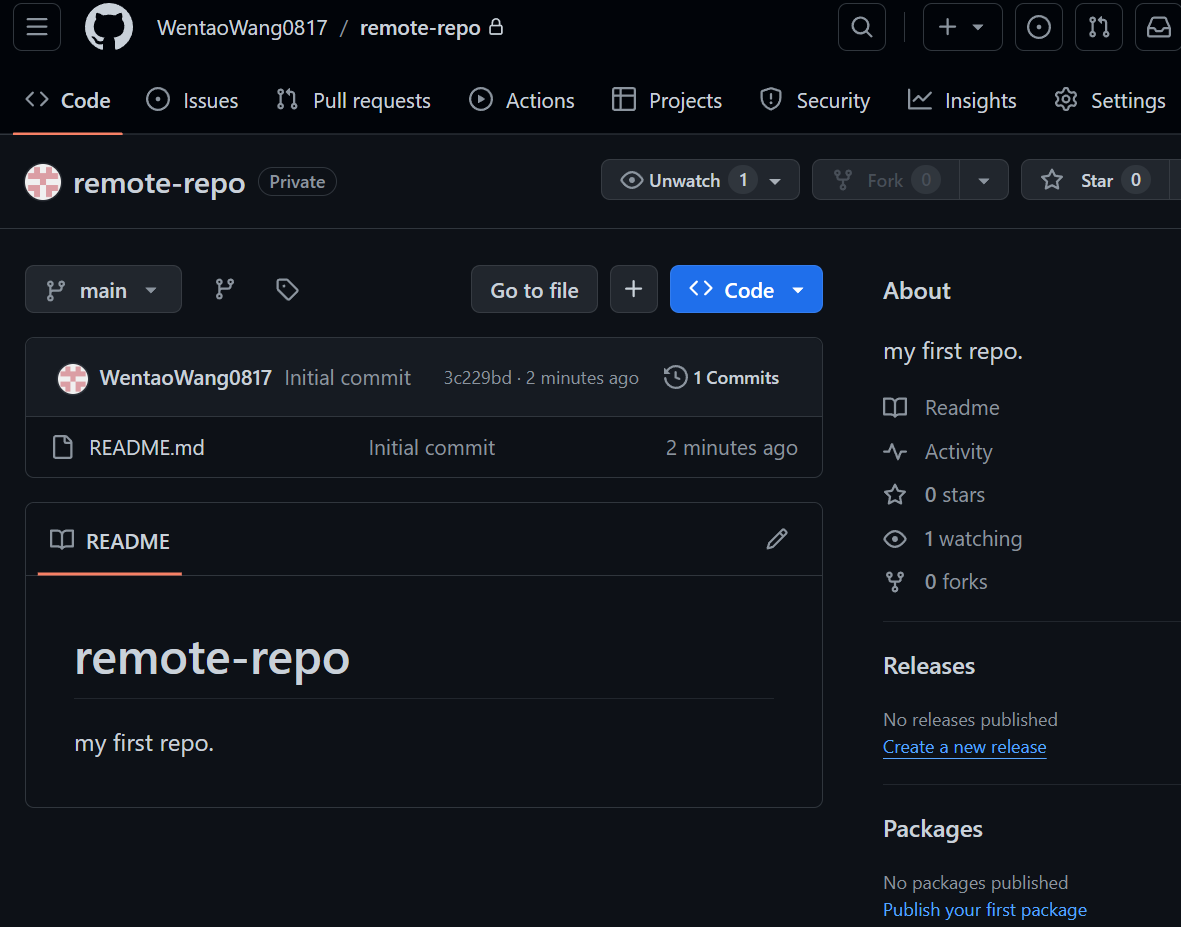 WentaoWang0817 / remote-repo
Code Issues Pull requests Actions Projects Security Insights Settings
remote-repo Private Unwatch 1 Fork 0 Star 0
main Go to file Code
WentaoWang0817 Initial commit 3c229bd · 2 minutes ago 1 Commits
README.md Initial commit 2 minutes ago
README
remote-repo
my first repo.
About
my first repo.
Readme
Activity
0 stars
1 watching
0 forks
Releases
No releases published
Create a new release
Packages
No packages published
Publish your first package